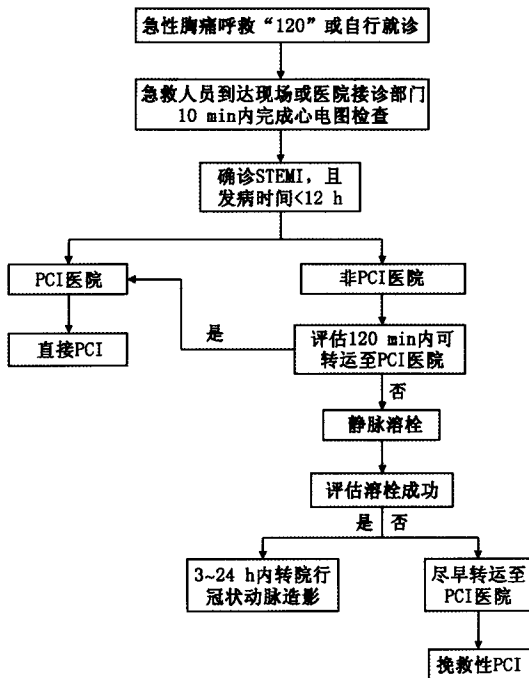 急性胸痛呼救“120”或自行就诊
急救人员到达现场或医院接诊部门
10 min内完成心电图检查
确诊STEMI，且
发病时间<12 h
PCI医院
非PCI医院
是
直接PCI
评估120 min内可
转运至PCI医院
否
静脉溶栓
评估溶栓成功
是
否
3~24 h内转院行
冠状动脉造影
尽早转运至
PCI医院
挽救性PCI